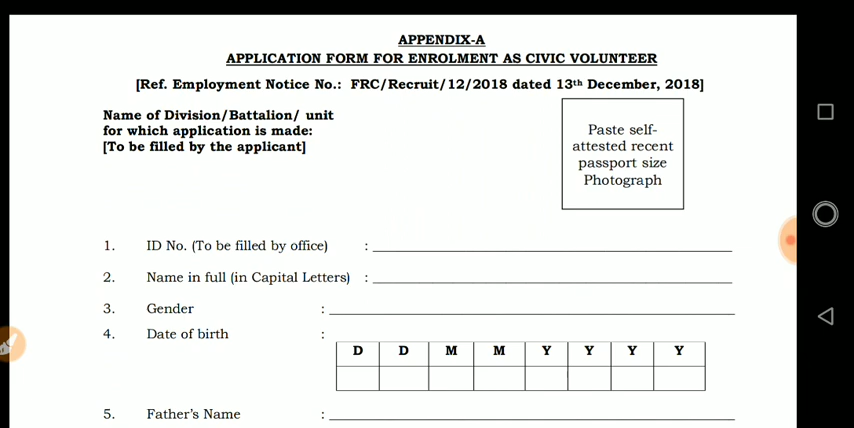 APPENDIX-A
APPLICATION FORM FOR ENROLMENT AS CIVIC VOLUNTEER
[Ref. Employment Notice No.: FRC/Recruit/12/2018 dated 13th December, 2018]
Name of Division/Battalion/ unit
for which application is made:
[To be filled by the applicant]
Paste self-
attested recent
passport size
Photograph
1. ID No. (To be filled by office) :
2. Name in full (in Capital Letters) :
3. Gender :
4. Date of birth :
D D M M Y Y Y Y
5. Father's Name :